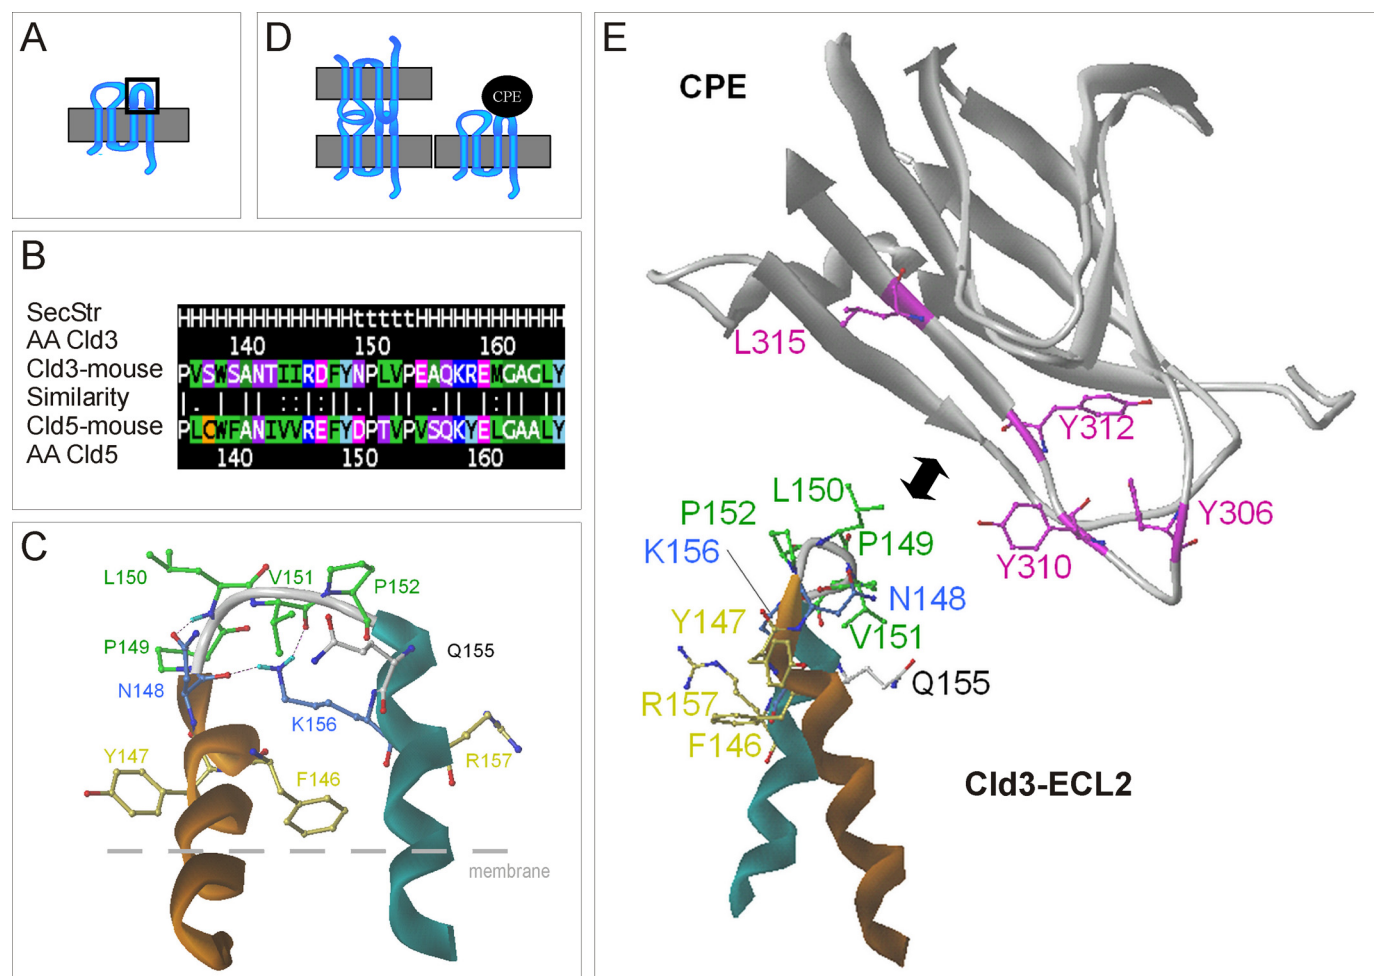 A
B
SecStr HHHHHHHHHHHHHHtttttHHHHHHHHHHHH
AA Cld3 140 150 160
Cld3-mouse PVSWSANTIIRDFYNPLVPEAQKREMGAGLY
Similarity
Cld5-mouse PLCWFANIVVREFYDPTVPVSQKYELGAALY
AA Cld5 140 150 160
C
L150
V151
P152
P149
Q155
N148
K156
Y147
F146
R157
membrane
D
CPE
E
CPE
L315
Y312
Y306
Y310
L150
P152
P149
K156
N148
Y147
V151
R157
Q155
F146
Cld3-ECL2